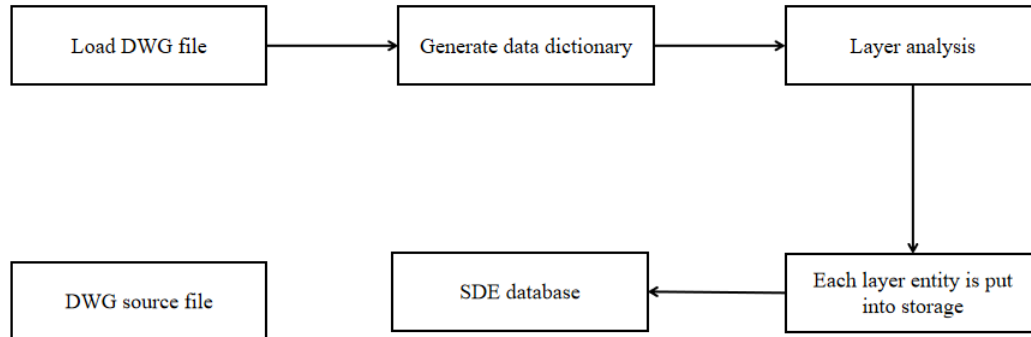 Load DWG file
Generate data dictionary
Layer analysis
DWG source file
SDE database
Each layer entity is put
into storage